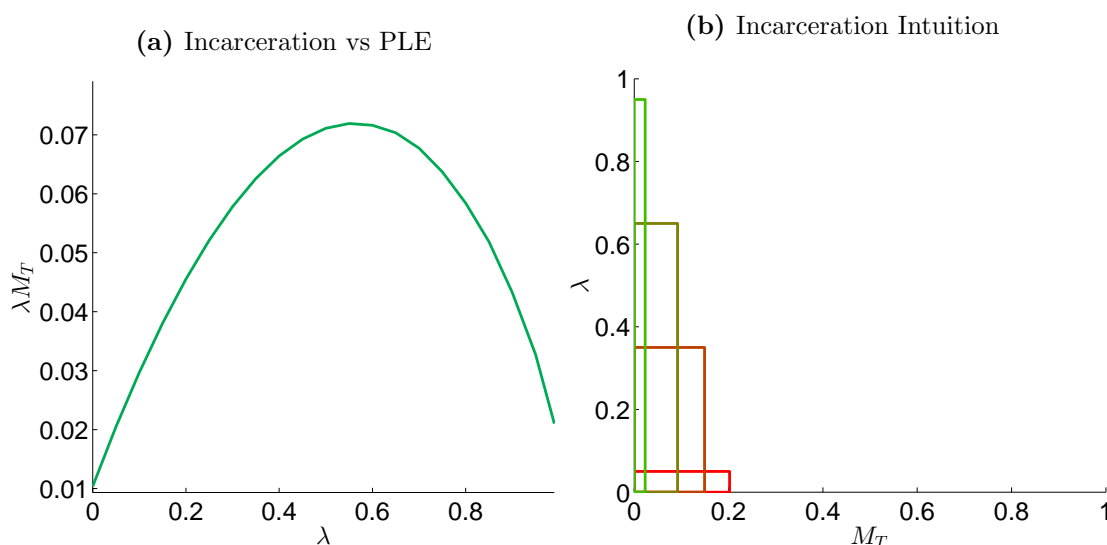 (a) Incarceration vs PLE
0.07
0.06
0.05
0.04
0.03
0.02
0.01
λM_T
0 0.2 0.4 0.6 0.8
λ
(b) Incarceration Intuition
1
0.8
0.6
0.4
0.2
0
λ
0 0.2 0.4 0.6 0.8 1
M_T